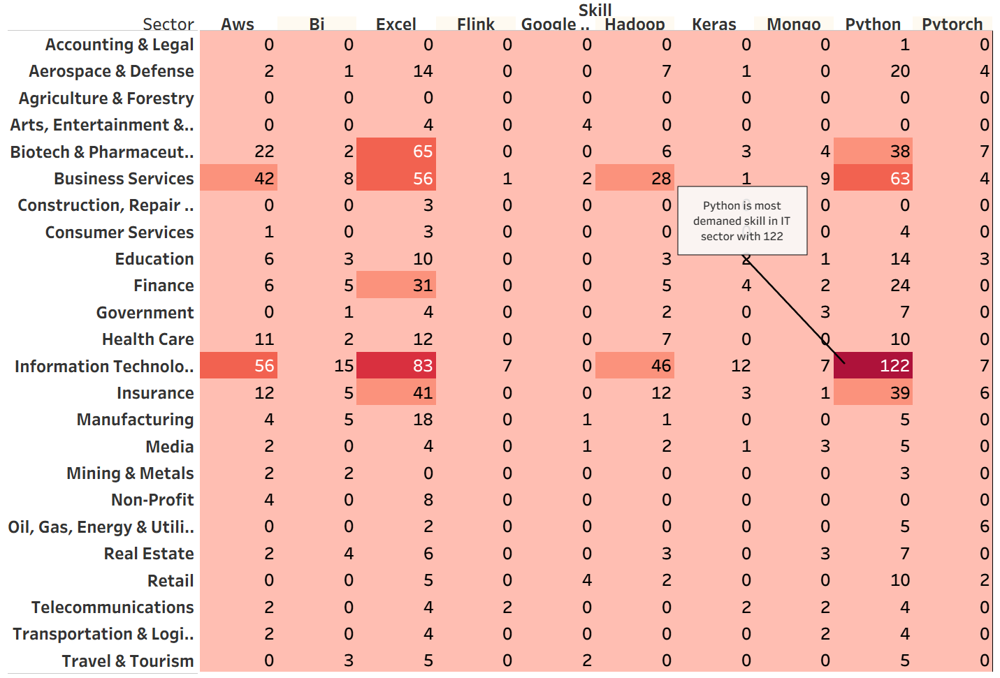 Skill
Sector Aws Bi Excel Flink Google .. Hadoop Keras Mongo Python Pytorch
Accounting & Legal 0 0 0 0 0 0 0 0 1 0
Aerospace & Defense 2 1 14 0 0 7 1 0 20 4
Agriculture & Forestry 0 0 0 0 0 0 0 0 0 0
Arts, Entertainment &.. 0 0 4 0 4 0 0 0 0 0
Biotech & Pharmaceut.. 22 2 65 0 0 6 3 4 38 7
Business Services 42 8 56 1 2 28 1 9 63 4
Construction, Repair .. 0 0 3 0 0 0 0 0 0 0
Consumer Services 1 0 3 0 0 0 0 0 4 0
Education 6 3 10 0 0 3 2 1 14 3
Finance 6 5 31 0 0 5 4 2 24 0
Government 0 1 4 0 0 2 0 3 7 0
Health Care 11 2 12 0 0 7 0 0 10 0
Information Technolo.. 56 15 83 7 0 46 12 7 122 7
Insurance 12 5 41 0 0 12 3 1 39 6
Manufacturing 4 5 18 0 1 1 0 0 5 0
Media 2 0 4 0 1 2 1 3 5 0
Mining & Metals 2 2 0 0 0 0 0 0 3 0
Non-Profit 4 0 8 0 0 0 0 0 0 0
Oil, Gas, Energy & Utili.. 0 0 2 0 0 0 0 0 5 6
Real Estate 2 4 6 0 0 3 0 3 7 0
Retail 0 0 5 0 4 2 0 0 10 2
Telecommunications 2 0 4 2 0 0 2 2 4 0
Transportation & Logi.. 2 0 4 0 0 0 0 2 4 0
Travel & Tourism 0 3 5 0 2 0 0 0 5 0
Python is most
demaned skill in IT
sector with 122